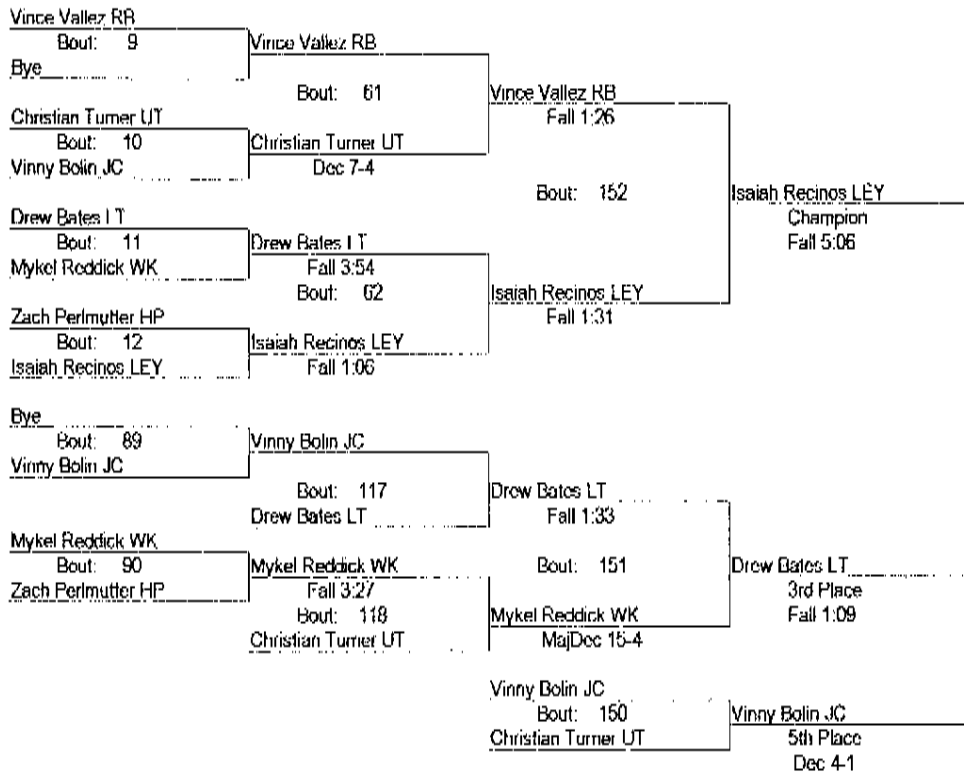 Vince Vallez RB
Bout: 9
Bye
Vince Vallez RB
Bout: 61
Christian Turner UT
Bout: 10
Vinny Bolin JC
Christian Turner UT
Dec 7-4
Vince Vallez RB
Fall 1:26
Bout: 152
Drew Bates LT
Bout: 11
Mykel Reddick WK
Drew Bates LT
Fall 3:54
Bout: 62
Zach Perlmutter HP
Bout: 12
Isaiah Recinos LEY
Isaiah Recinos LEY
Fall 1:06
Isaiah Recinos LEY
Fall 1:31
Isaiah Recinos LEY
Champion
Fall 5:06
Bye
Bout: 89
Vinny Bolin JC
Vinny Bolin JC
Bout: 117
Drew Bates LT
Drew Bates LT
Fall 1:33
Bout: 151
Mykel Reddick WK
Bout: 90
Zach Perlmutter HP
Mykel Reddick WK
Fall 3:27
Bout: 118
Christian Turner UT
Mykel Reddick WK
MajDec 15-4
Drew Bates LT
3rd Place
Fall 1:09
Vinny Bolin JC
Bout: 150
Christian Turner UT
Vinny Bolin JC
5th Place
Dec 4-1